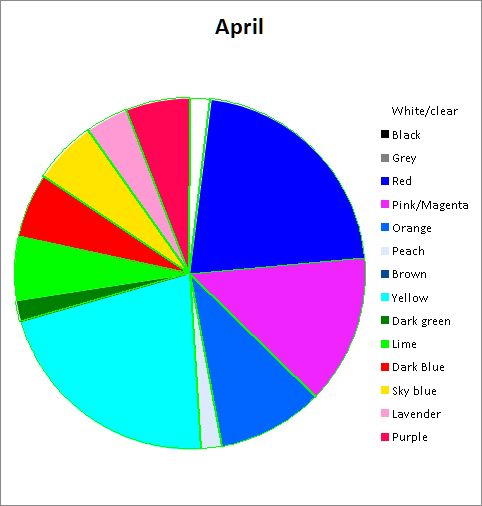 April
White/clear
Black
Grey
Red
Pink/Magenta
Orange
Peach
Brown
Yellow
Dark green
Lime
Dark Blue
Sky blue
Lavender
Purple